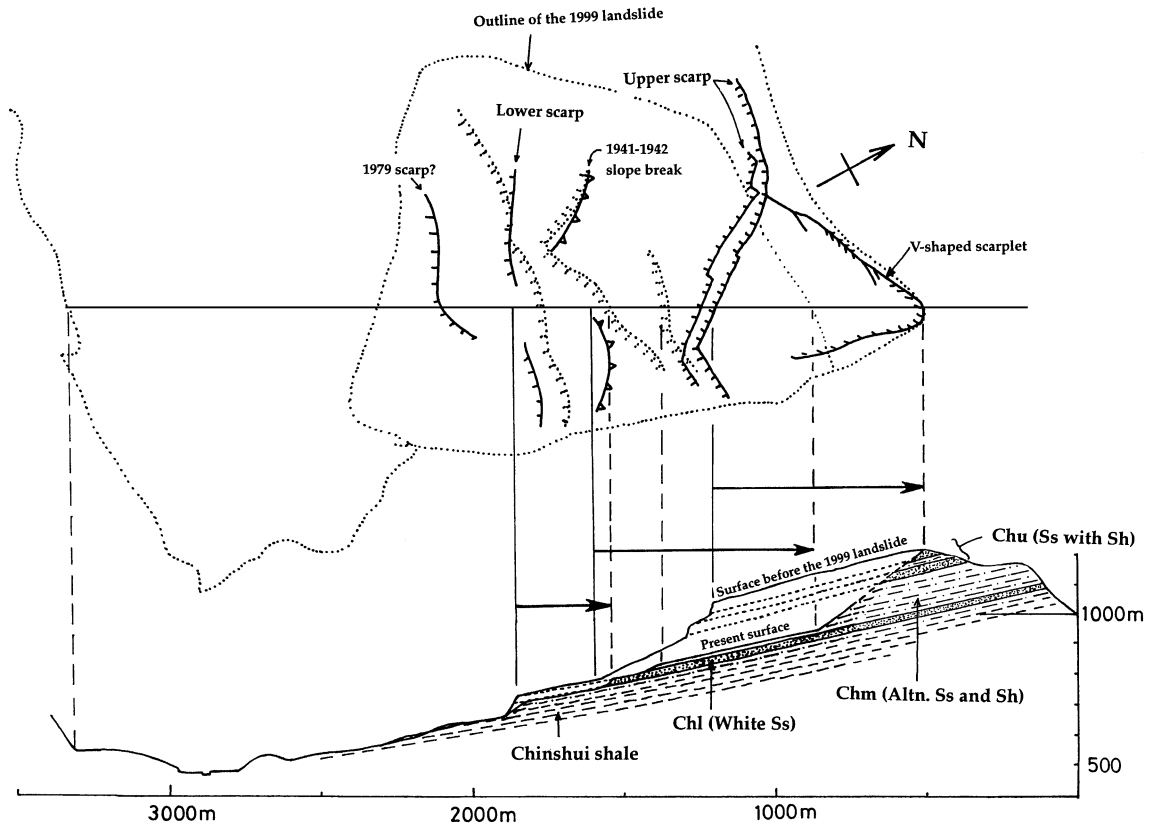 Outline of the 1999 landslide
Upper scarp
Lower scarp
N
1941-1942
slope break
1979 scarp?
V-shaped scarplet
Chu (Ss with Sh)
Surface before the 1999 landslide
1000m
Present surface
Chm (Altn. Ss and Sh)
Chl (White Ss)
Chinshui shale
500
3000m
2000m
1000m